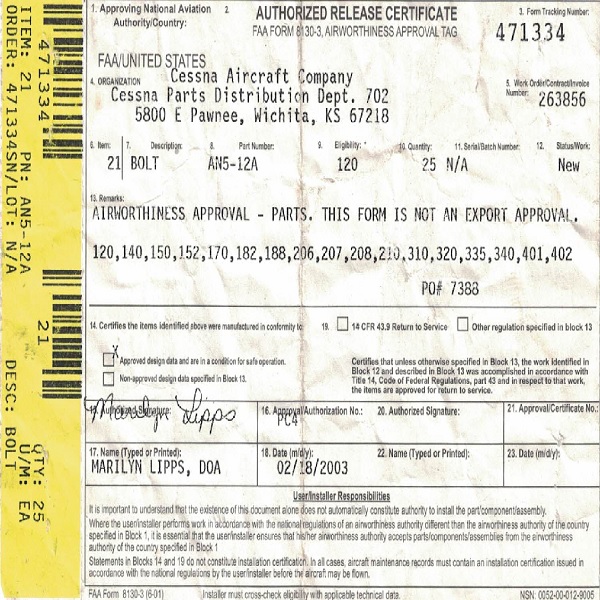 ITEM: 21 PN: AN5-12A DESC: BOLT
ORDER: 471334SN/LOT: N/A U/M: EA
471334
21
QTY: 25
1. Approving National Aviation Authority/Country:
2.
AUTHORIZED RELEASE CERTIFICATE
FAA FORM 8130-3, AIRWORTHINESS APPROVAL TAG
3. Form Tracking Number:
471334
FAA/UNITED STATES
4. ORGANIZATION
Cessna Aircraft Company
Cessna Parts Distribution Dept. 702
5800 E Pawnee, Wichita, KS 67218
5. Work Order/Contract/Invoice Number:
263856
6. Item: 7. Description: 8. Part Number: 9. Eligibility: * 10. Quantity: 11. Serial/Batch Number: 12. Status/Work:
21 BOLT AN5-12A 120 25 N/A New
13. Remarks:
AIRWORTHINESS APPROVAL - PARTS. THIS FORM IS NOT AN EXPORT APPROVAL.
120,140,150,152,170,182,188,206,207,208,210,310,320,335,340,401,402
PO# 7388
14. Certifies the items identified above were manufactured in conformity to:
X
Approved design data and are in a condition for safe operation.
Non-approved design data specified in Block 13.
19. 14 CFR 43.9 Return to Service Other regulation specified in block 13
Certifies that unless otherwise specified in Block 13, the work identified in
Block 12 and described in Block 13 was accomplished in accordance with
Title 14, Code of Federal Regulations, part 43 and in respect to that work,
the items are approved for return to service.
15. Authorized Signature:
Marilyn Lipps
16. Approval/Authorization No.:
PC4
20. Authorized Signature:
21. Approval/Certificate No.:
17. Name (Typed or Printed):
MARILYN LIPPS, DOA
18. Date (m/d/y):
02/18/2003
22. Name (Typed or Printed):
23. Date (m/d/y):
User/Installer Responsibilities
It is important to understand that the existence of this document alone does not automatically constitute authority to install the part/component/assembly.
Where the user/installer performs work in accordance with the national regulations of an airworthiness authority different than the airworthiness authority of the country
specified in Block 1, it is essential that the user/installer ensures that his/her airworthiness authority accepts parts/components/assemblies from the airworthiness
authority of the country specified in Block 1
Statements in Blocks 14 and 19 do not constitute installation certification. In all cases, aircraft maintenance records must contain an installation certification issued in
accordance with the national regulations by the user/installer before the aircraft may be flown.
FAA Form 8130-3 (6-01) Installer must cross-check eligibility with applicable technical data. NSN: 0052-00-012-9005